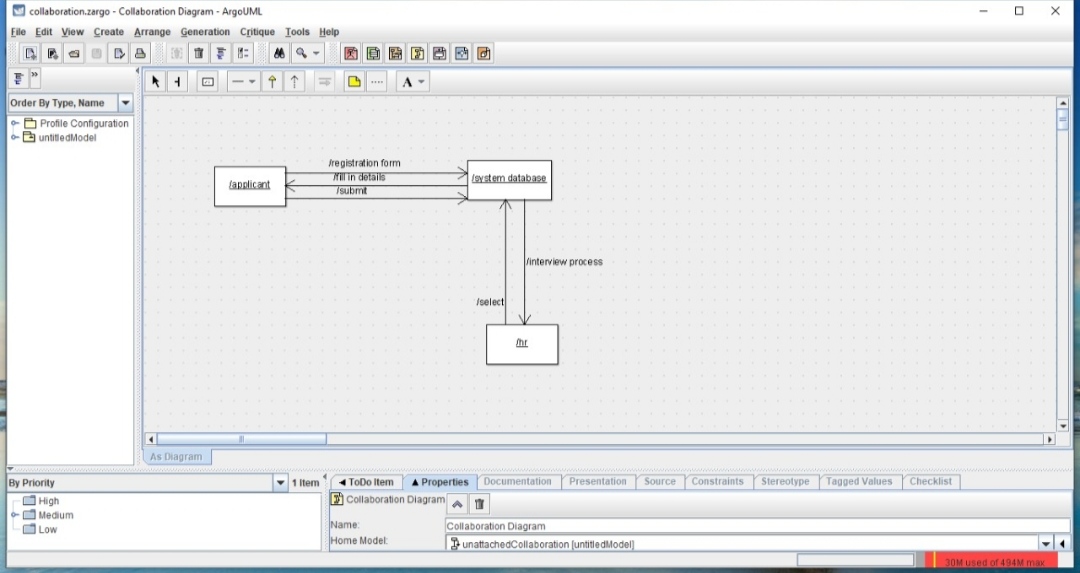 collaboration.zargo - Collaboration Diagram - ArgoUML
File Edit View Create Arrange Generation Critique Tools Help
A
Order By Type, Name
Profile Configuration
untitledModel
/applicant
/registration form
/fill in details
/submit
/system database
/interview process
/select
/hr
As Diagram
By Priority
1 Item
High
Medium
Low
ToDo Item Properties Documentation Presentation Source Constraints Stereotype Tagged Values Checklist
Collaboration Diagram
Name: Collaboration Diagram
Home Model: unattachedCollaboration [untitledModel]
30M used of 494M max